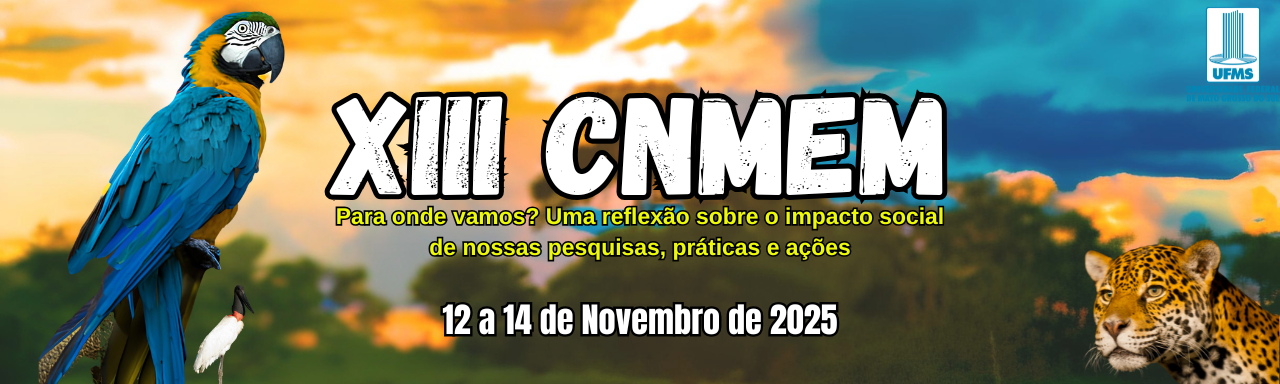 UFMS
XIII CNMEM
Para onde vamos? Uma reflexão sobre o impacto social
de nossas pesquisas, práticas e ações
12 a 14 de Novembro de 2025